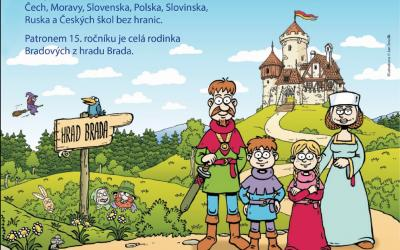 Čech, Moravy, Slovenska, Polska, Slovinska,
Ruska a Českých škol bez hranic.
Patronem 15. ročníku je celá rodinka
Bradových z hradu Brada.
HRAD BRADA